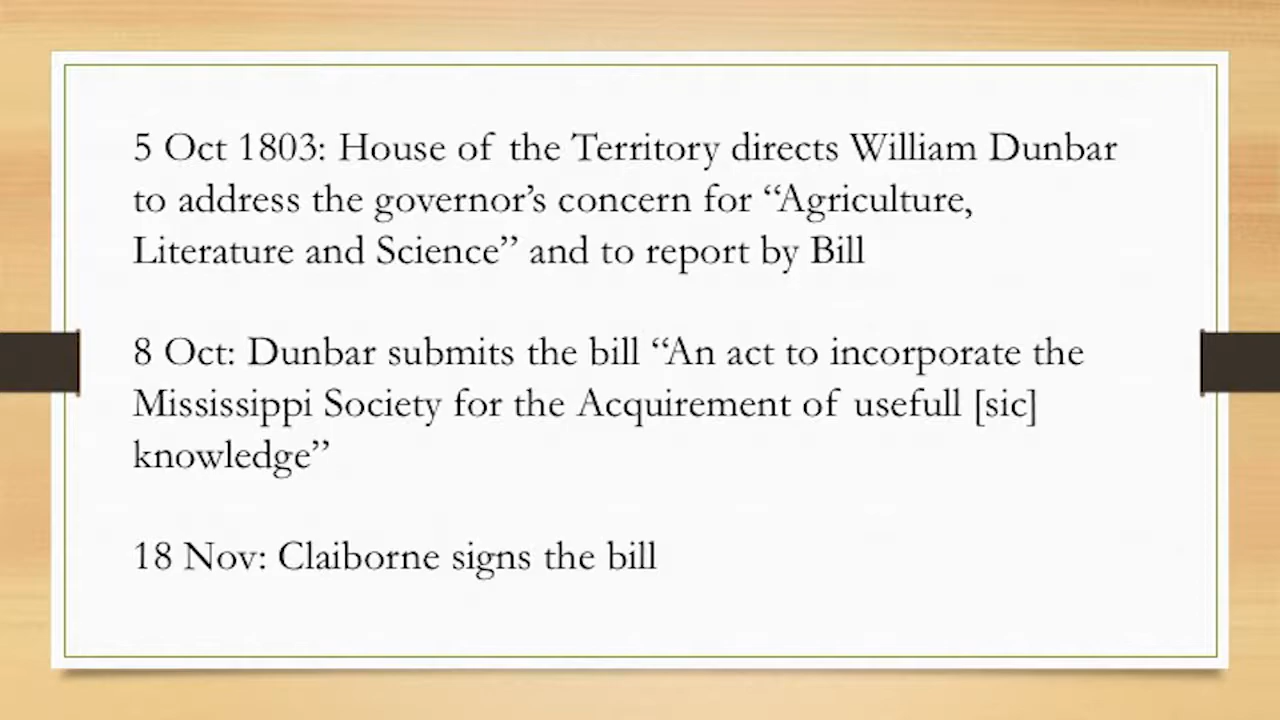 5 Oct 1803: House of the Territory directs William Dunbar
to address the governor’s concern for “Agriculture,
Literature and Science” and to report by Bill
8 Oct: Dunbar submits the bill “An act to incorporate the
Mississippi Society for the Acquirement of usefull [sic]
knowledge”
18 Nov: Claiborne signs the bill